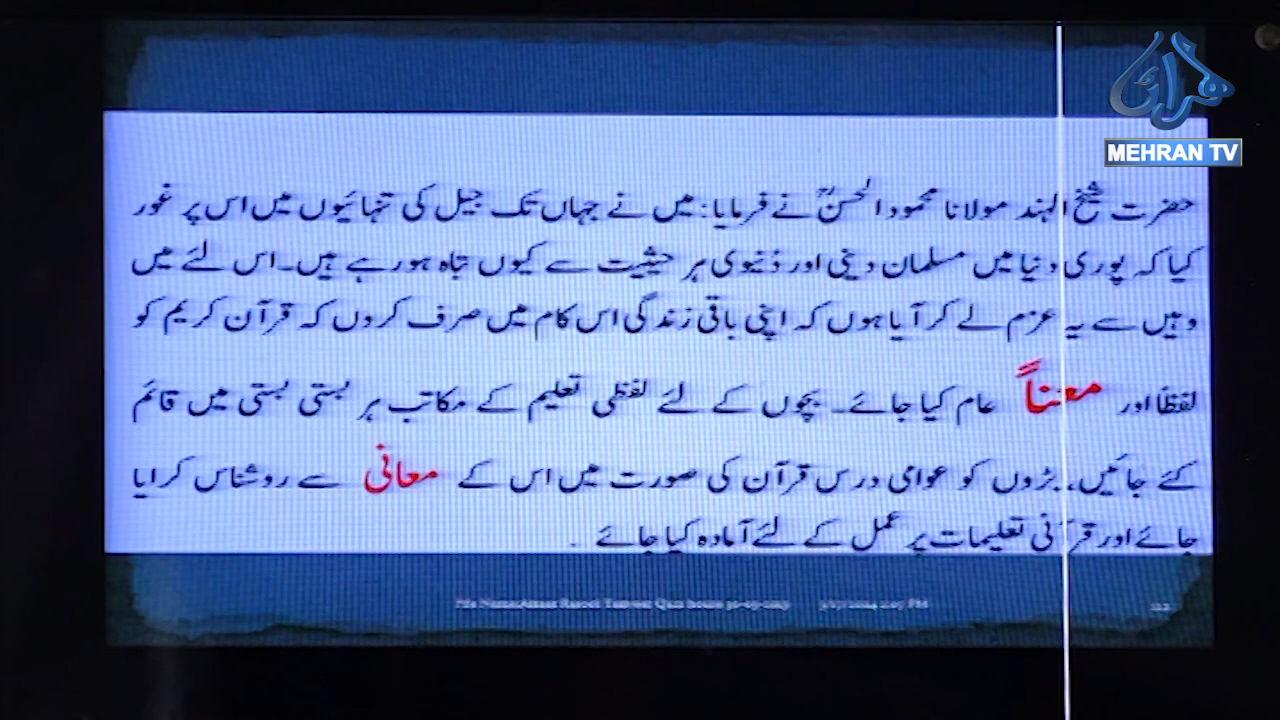 مهراڻ
MEHRAN TV
حضرت شیخ الہند مولانا محمود الحسنؒ نے فرمایا: میں نے جہاں تک جیل کی تنہائیوں میں اس پر غور
کیا کہ پوری دنیا میں مسلمان دینی اور دُنیوی ہر حیثیت سے کیوں تباہ ہورہے ہیں۔ اس لئے میں
وہیں سے یہ عزم لے کر آیا ہوں کہ اپنی باقی زندگی اس کام میں صرف کروں کہ قرآن کریم کو
لفظاً اور معناً عام کیا جائے۔ بچوں کے لئے لفظی تعلیم کے مکاتب ہر بستی بستی میں قائم
کئے جائیں، بڑوں کو عوامی درس قرآن کی صورت میں اس کے معانی سے روشناس کرایا
جائے اور قرآنی تعلیمات پر عمل کے لئے آمادہ کیا جائے۔